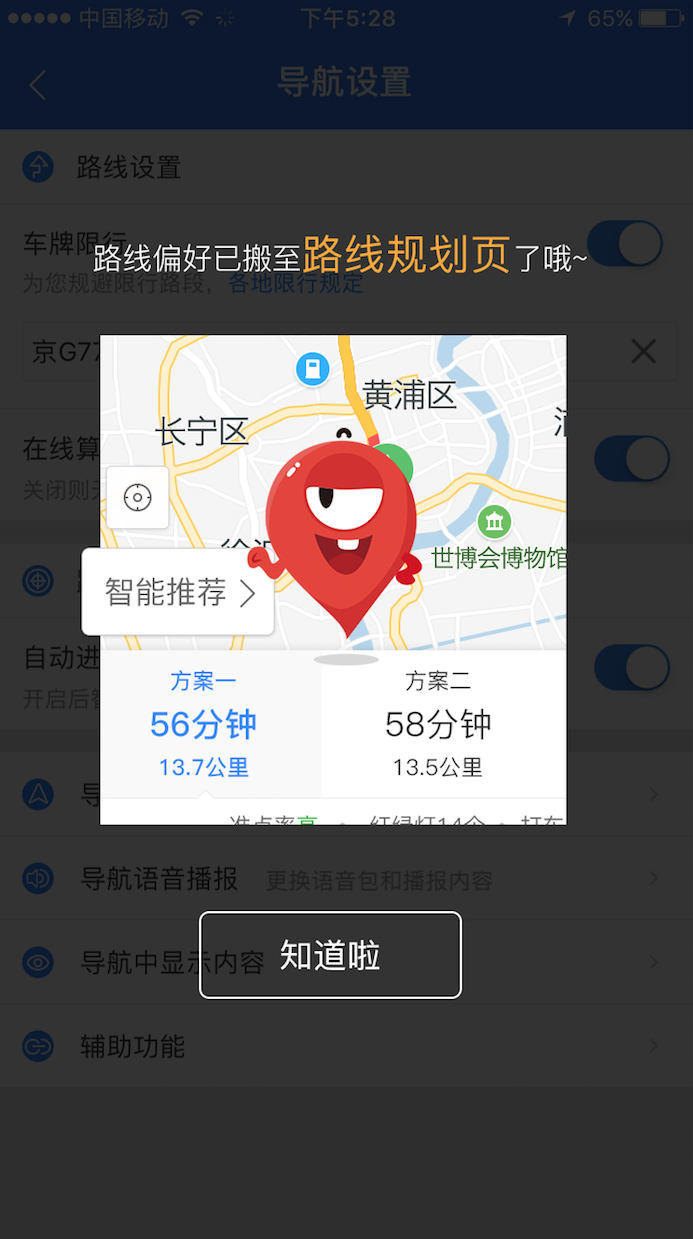 中国移动
下午5:28
65%
导航设置
路线设置
车牌限行
路线偏好已搬至路线规划页了哦~
为您规避限行路段，各地限行规定
京G77
黄浦区
长宁区
在线算
关闭则
世博会博物馆
智能推荐
自动进
开启后智
方案一
方案二
56分钟
58分钟
13.7公里
13.5公里
导
准点率高
红绿灯14个
打车
导航语音播报
更换语音包和播报内容
知道啦
导航中显示内容
辅助功能